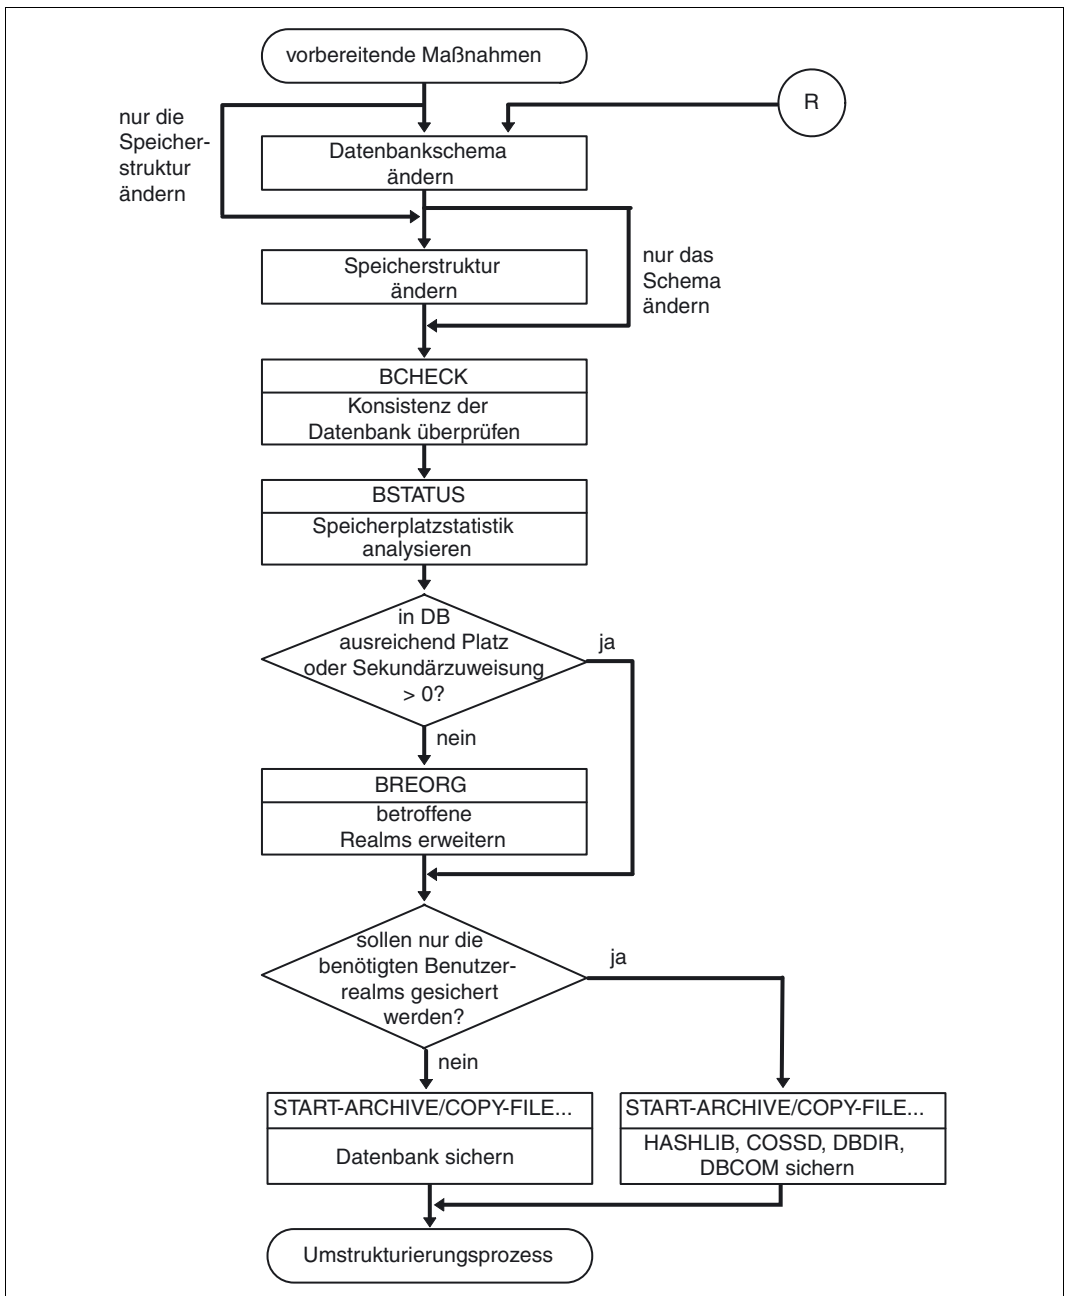 vorbereitende Maßnahmen
R
nur die
Speicher-
struktur
ändern
Datenbankschema
ändern
Speicherstruktur
ändern
nur das
Schema
ändern
BCHECK
Konsistenz der
Datenbank überprüfen
BSTATUS
Speicherplatzstatistik
analysieren
in DB
ausreichend Platz
oder Sekundärzuweisung
> 0?
ja
nein
BREORG
betroffene
Realms erweitern
sollen nur die
benötigten Benutzer-
realms gesichert
werden?
ja
nein
START-ARCHIVE/COPY-FILE...
Datenbank sichern
START-ARCHIVE/COPY-FILE...
HASHLIB, COSSD, DBDIR,
DBCOM sichern
Umstrukturierungsprozess